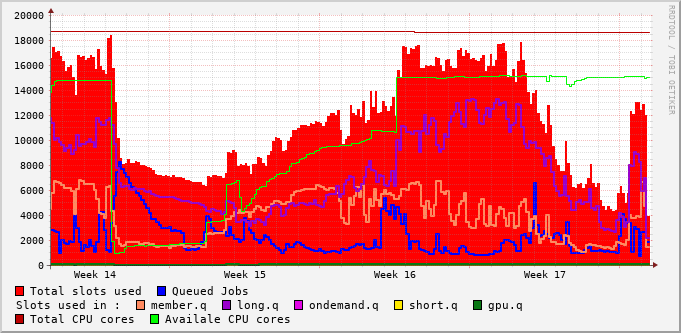 20000
18000
16000
14000
12000
10000
8000
6000
4000
2000
0
Week 14 Week 15 Week 16 Week 17
RRDTOOL / TOBI OETIKER
Total slots used Queued Jobs
Slots used in : member.q long.q ondemand.q short.q gpu.q
Total CPU cores Availale CPU cores